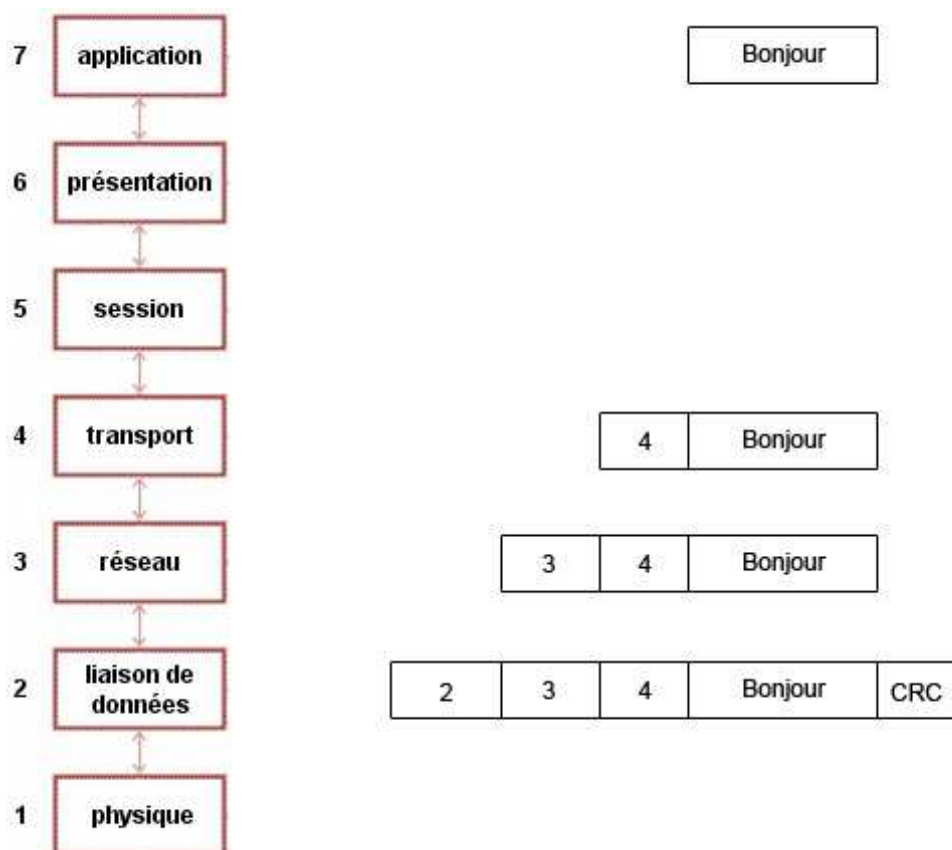 7 application Bonjour
6 présentation
5 session
4 transport 4 Bonjour
3 réseau 3 4 Bonjour
2 liaison de données 2 3 4 Bonjour CRC
1 physique